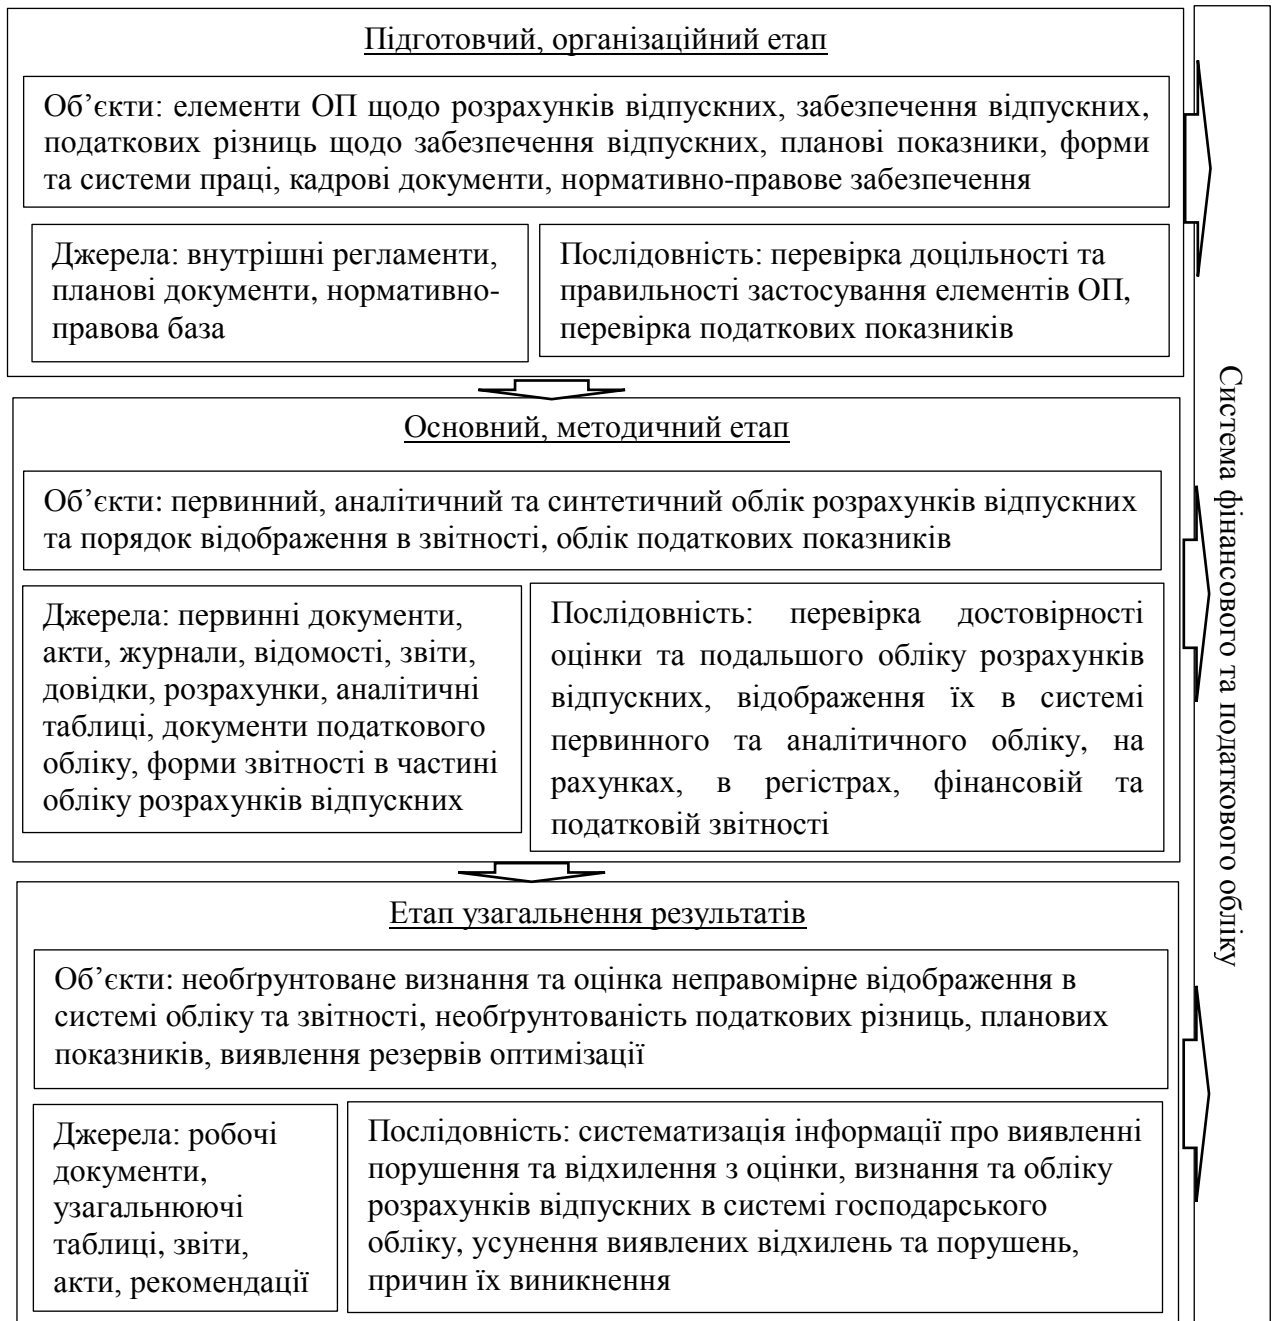 Підготовчий, організаційний етап
Об’єкти: елементи ОП щодо розрахунків відпускних, забезпечення відпускних,
податкових різниць щодо забезпечення відпускних, планові показники, форми
та системи праці, кадрові документи, нормативно-правове забезпечення
Джерела: внутрішні регламенти,
планові документи, нормативно-
правова база
Послідовність: перевірка доцільності та
правильності застосування елементів ОП,
перевірка податкових показників
Основний, методичний етап
Об’єкти: первинний, аналітичний та синтетичний облік розрахунків відпускних
та порядок відображення в звітності, облік податкових показників
Джерела: первинні документи,
акти, журнали, відомості, звіти,
довідки, розрахунки, аналітичні
таблиці, документи податкового
обліку, форми звітності в частині
обліку розрахунків відпускних
Послідовність: перевірка достовірності
оцінки та подальшого обліку розрахунків
відпускних, відображення їх в системі
первинного та аналітичного обліку, на
рахунках, в регістрах, фінансовій та
податковій звітності
Етап узагальнення результатів
Об’єкти: необґрунтоване визнання та оцінка неправомірне відображення в
системі обліку та звітності, необґрунтованість податкових різниць, планових
показників, виявлення резервів оптимізації
Джерела: робочі
документи,
узагальнюючі
таблиці, звіти,
акти, рекомендації
Послідовність: систематизація інформації про виявленні
порушення та відхилення з оцінки, визнання та обліку
розрахунків відпускних в системі господарського
обліку, усунення виявлених відхилень та порушень,
причин їх виникнення
Система фінансового та податкового обліку